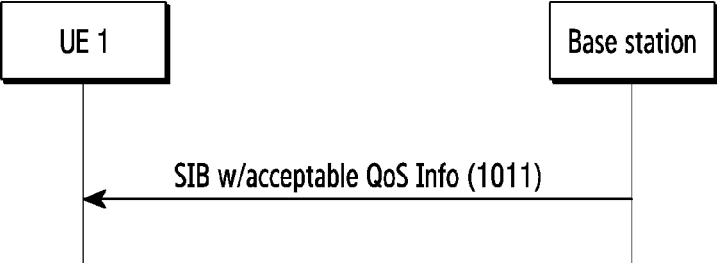 UE 1
Base station
SIB w/acceptable QoS Info (1011)